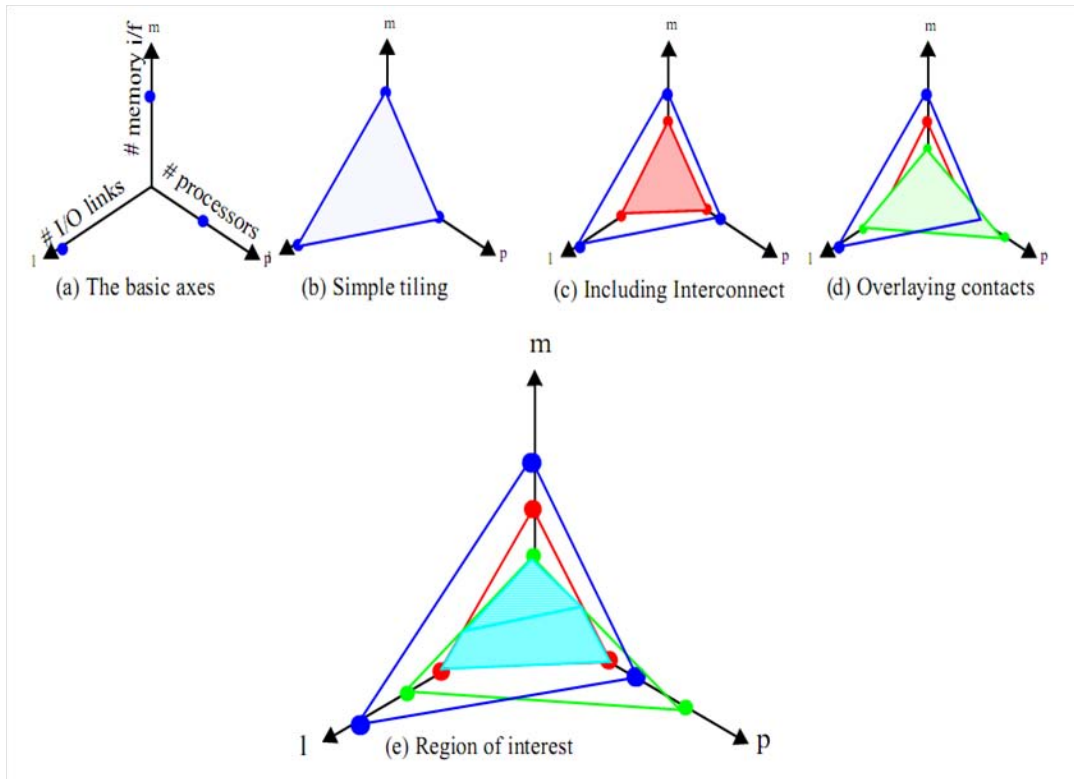 m
# memory i/f
# I/O links
# processors
l
p
(a) The basic axes
m
l
p
(b) Simple tiling
m
l
p
(c) Including Interconnect
m
l
p
(d) Overlaying contacts
m
l
p
(e) Region of interest